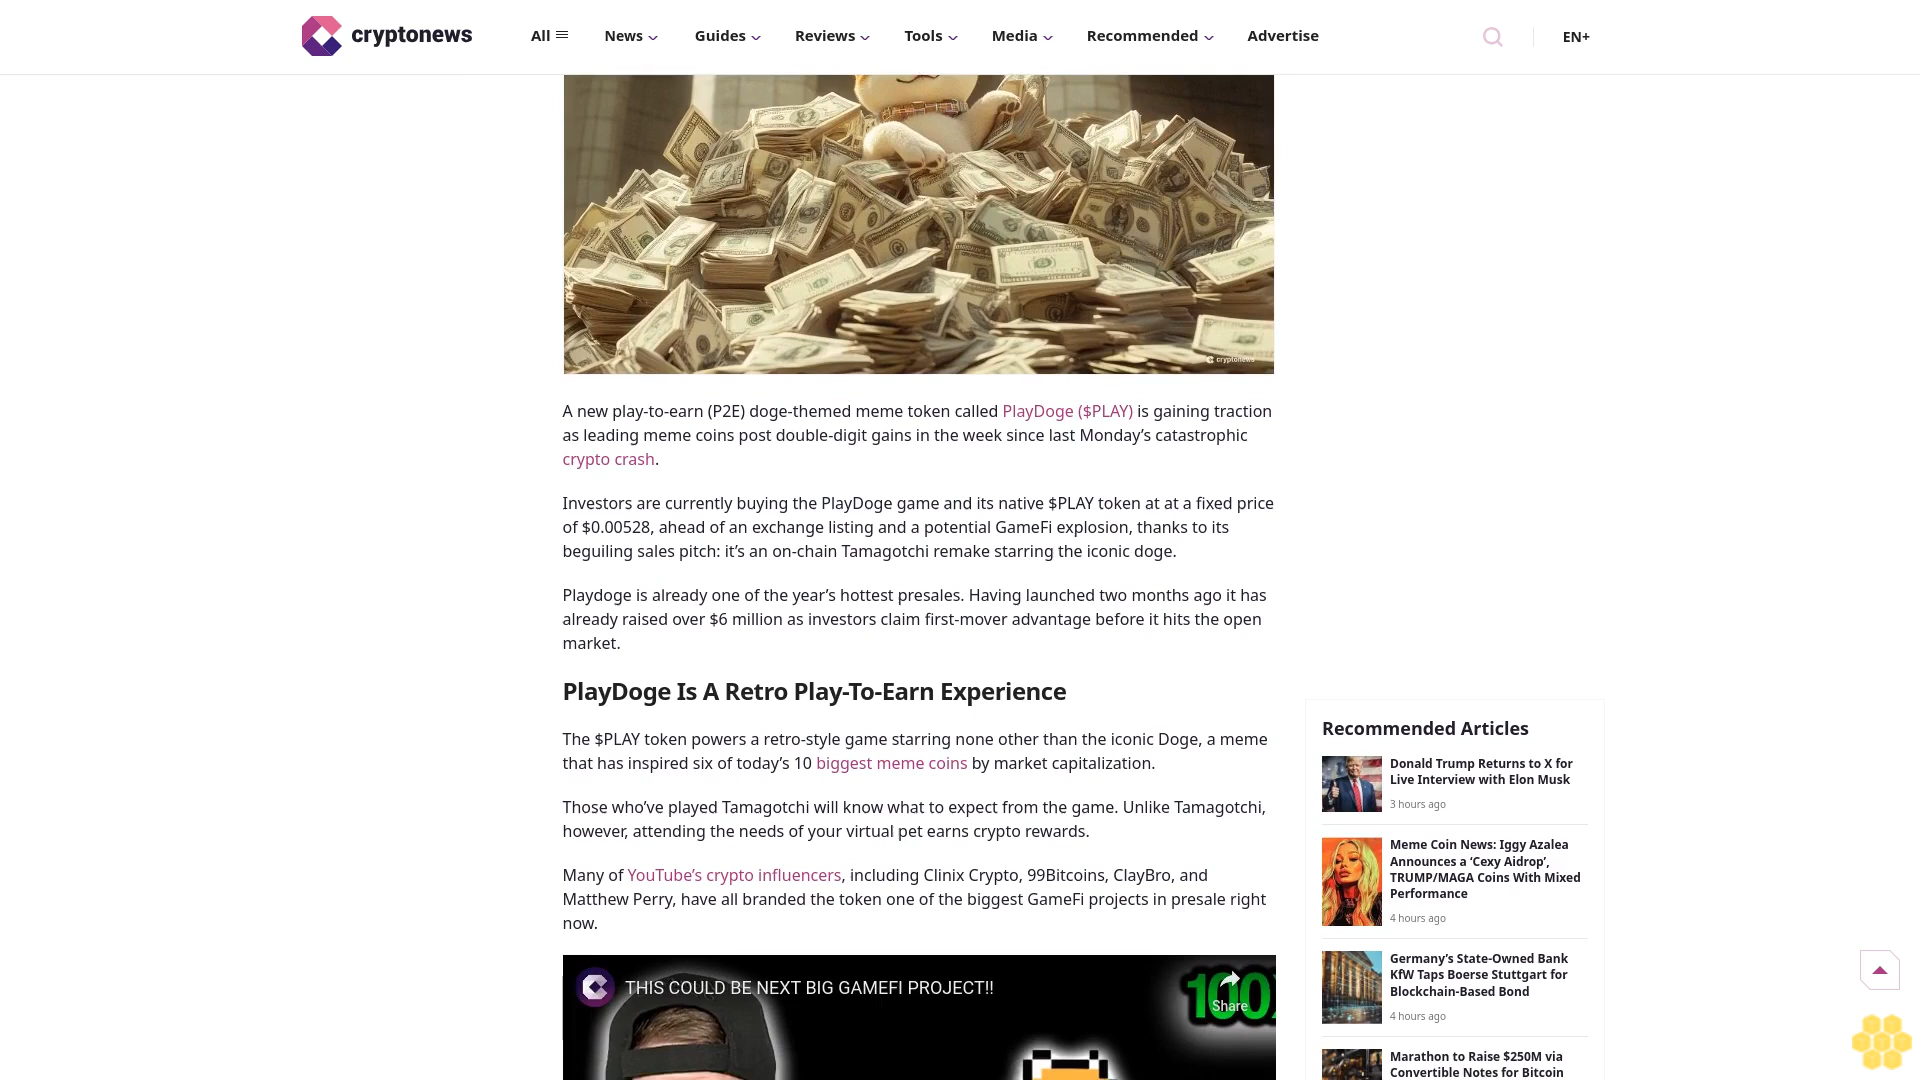 cryptonews
All
News
Guides
Reviews
Tools
Media
Recommended
Advertise
EN+
cryptonews
A new play-to-earn (P2E) doge-themed meme token called PlayDoge ($PLAY) is gaining traction
as leading meme coins post double-digit gains in the week since last Monday’s catastrophic
crypto crash.
Investors are currently buying the PlayDoge game and its native $PLAY token at at a fixed price
of $0.00528, ahead of an exchange listing and a potential GameFi explosion, thanks to its
beguiling sales pitch: it’s an on-chain Tamagotchi remake starring the iconic doge.
Playdoge is already one of the year’s hottest presales. Having launched two months ago it has
already raised over $6 million as investors claim first-mover advantage before it hits the open
market.
PlayDoge Is A Retro Play-To-Earn Experience
The $PLAY token powers a retro-style game starring none other than the iconic Doge, a meme
that has inspired six of today’s 10 biggest meme coins by market capitalization.
Those who’ve played Tamagotchi will know what to expect from the game. Unlike Tamagotchi,
however, attending the needs of your virtual pet earns crypto rewards.
Many of YouTube’s crypto influencers, including Clinix Crypto, 99Bitcoins, ClayBro, and
Matthew Perry, have all branded the token one of the biggest GameFi projects in presale right
now.
THIS COULD BE NEXT BIG GAMEFI PROJECT!!
Share
100X
Recommended Articles
Donald Trump Returns to X for
Live Interview with Elon Musk
3 hours ago
Meme Coin News: Iggy Azalea
Announces a ‘Cexy Aidrop’,
TRUMP/MAGA Coins With Mixed
Performance
4 hours ago
Germany’s State-Owned Bank
KfW Taps Boerse Stuttgart for
Blockchain-Based Bond
4 hours ago
Marathon to Raise $250M via
Convertible Notes for Bitcoin